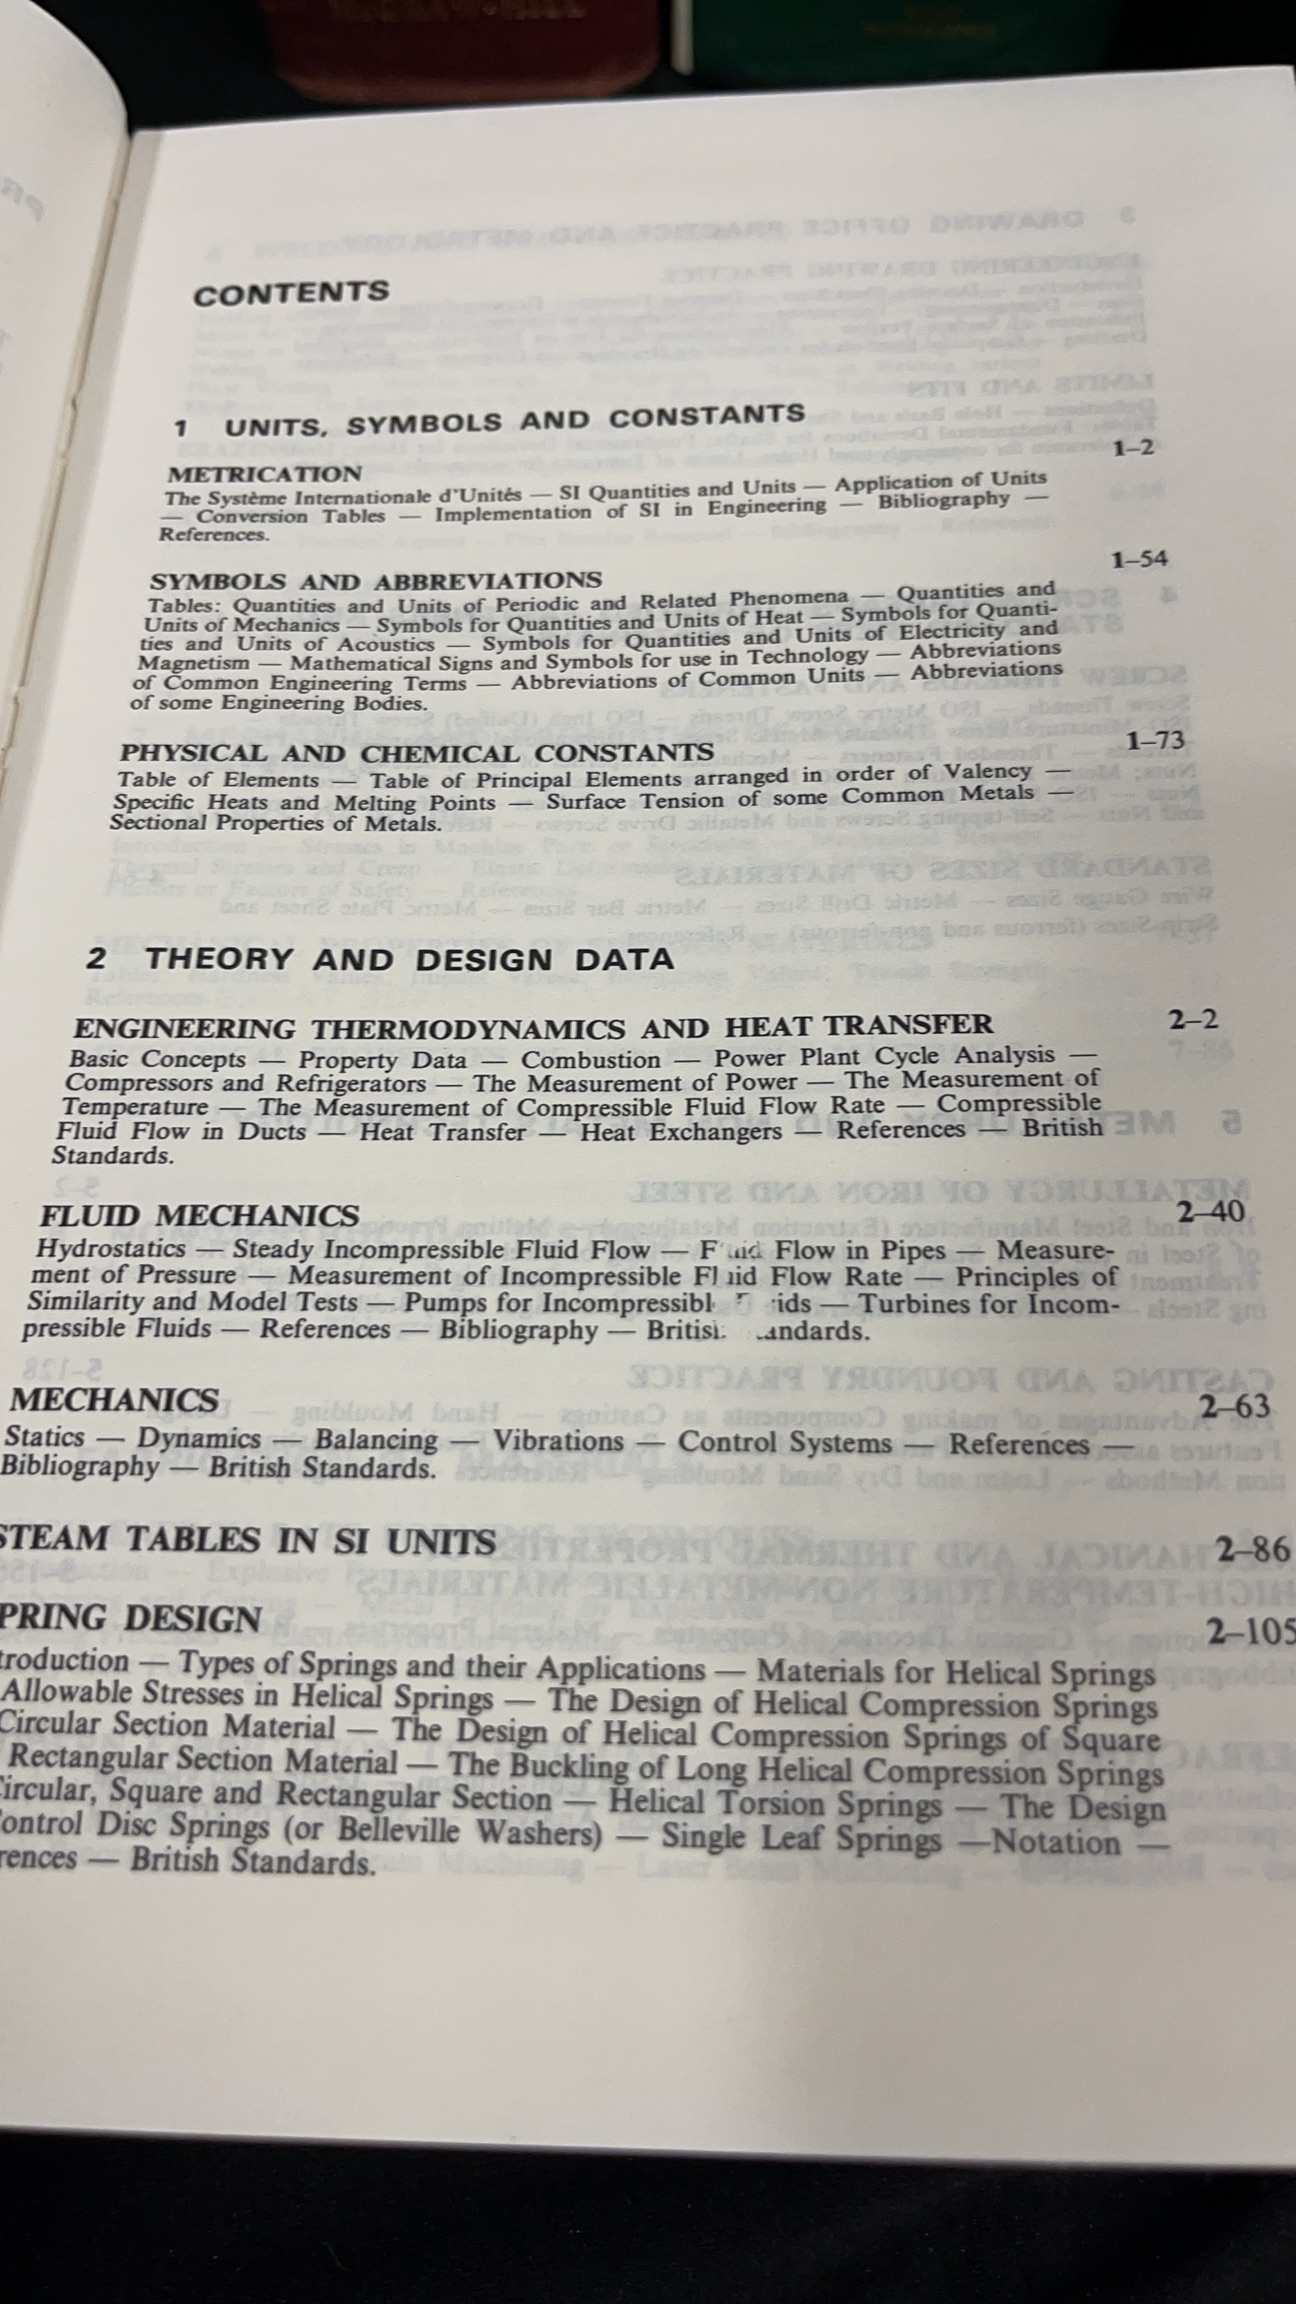 CONTENTS
1 UNITS, SYMBOLS AND CONSTANTS
METRICATION 1–2
The Système Internationale d'Unités — SI Quantities and Units — Application of Units
— Conversion Tables — Implementation of SI in Engineering — Bibliography —
References.
SYMBOLS AND ABBREVIATIONS 1–54
Tables: Quantities and Units of Periodic and Related Phenomena — Quantities and
Units of Mechanics — Symbols for Quantities and Units of Heat — Symbols for Quanti-
ties and Units of Acoustics — Symbols for Quantities and Units of Electricity and
Magnetism — Mathematical Signs and Symbols for use in Technology — Abbreviations
of Common Engineering Terms — Abbreviations of Common Units — Abbreviations
of some Engineering Bodies.
PHYSICAL AND CHEMICAL CONSTANTS 1–73
Table of Elements — Table of Principal Elements arranged in order of Valency —
Specific Heats and Melting Points — Surface Tension of some Common Metals —
Sectional Properties of Metals.
2 THEORY AND DESIGN DATA
ENGINEERING THERMODYNAMICS AND HEAT TRANSFER 2–2
Basic Concepts — Property Data — Combustion — Power Plant Cycle Analysis —
Compressors and Refrigerators — The Measurement of Power — The Measurement of
Temperature — The Measurement of Compressible Fluid Flow Rate — Compressible
Fluid Flow in Ducts — Heat Transfer — Heat Exchangers — References — British
Standards.
FLUID MECHANICS 2–40
Hydrostatics — Steady Incompressible Fluid Flow — Fluid Flow in Pipes — Measure-
ment of Pressure — Measurement of Incompressible Fluid Flow Rate — Principles of
Similarity and Model Tests — Pumps for Incompressible Fluids — Turbines for Incom-
pressible Fluids — References — Bibliography — British Standards.
MECHANICS 2–63
Statics — Dynamics — Balancing — Vibrations — Control Systems — References —
Bibliography — British Standards.
STEAM TABLES IN SI UNITS 2–86
PRING DESIGN 2–105
troduction — Types of Springs and their Applications — Materials for Helical Springs
Allowable Stresses in Helical Springs — The Design of Helical Compression Springs
Circular Section Material — The Design of Helical Compression Springs of Square
Rectangular Section Material — The Buckling of Long Helical Compression Springs
Circular, Square and Rectangular Section — Helical Torsion Springs — The Design
ontrol Disc Springs (or Belleville Washers) — Single Leaf Springs —Notation —
rences — British Standards.